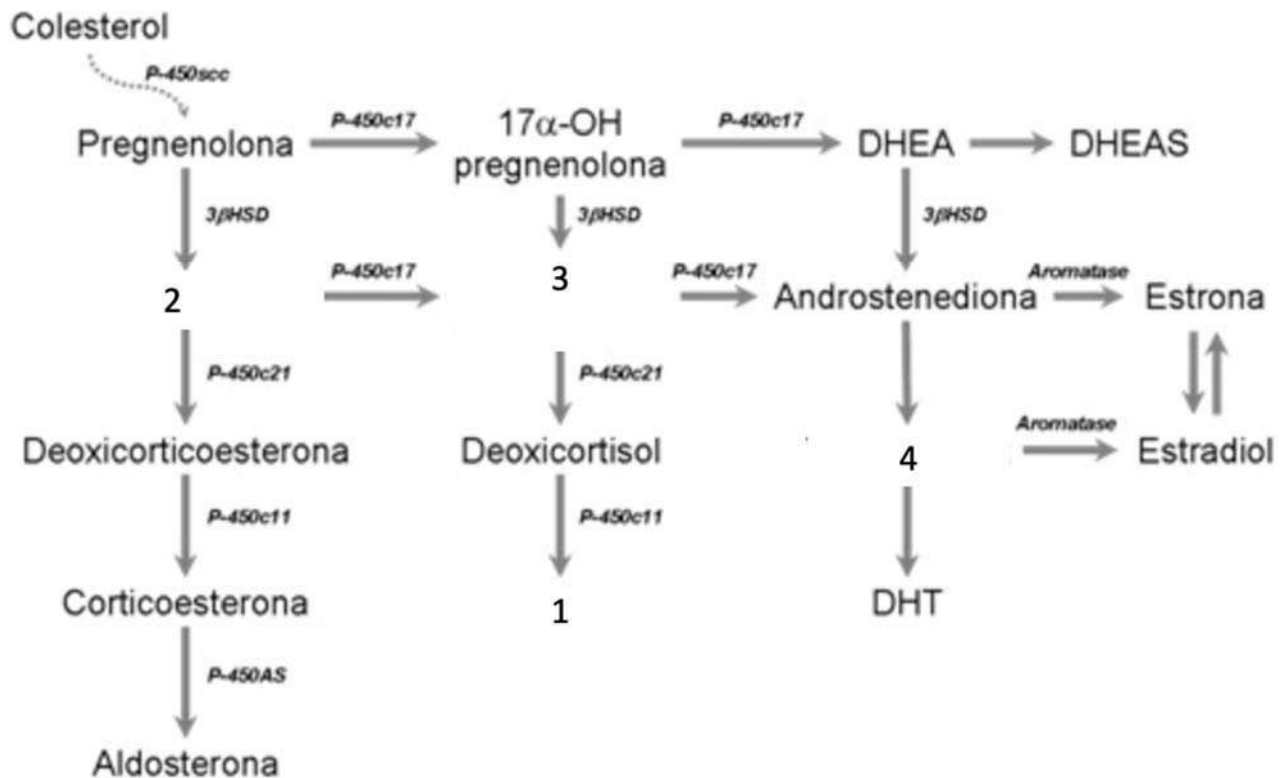 Colesterol
P-450scc
P-450c17
P-450c17
Pregnenolona
17α-OH
pregnenolona
DHEA
DHEAS
3βHSD
3βHSD
3βHSD
P-450c17
P-450c17
Aromatase
2
3
Androstenediona
Estrona
P-450c21
P-450c21
Aromatase
Deoxicorticoesterona
Deoxicortisol
4
Estradiol
P-450c11
P-450c11
Corticoesterona
1
DHT
P-450AS
Aldosterona